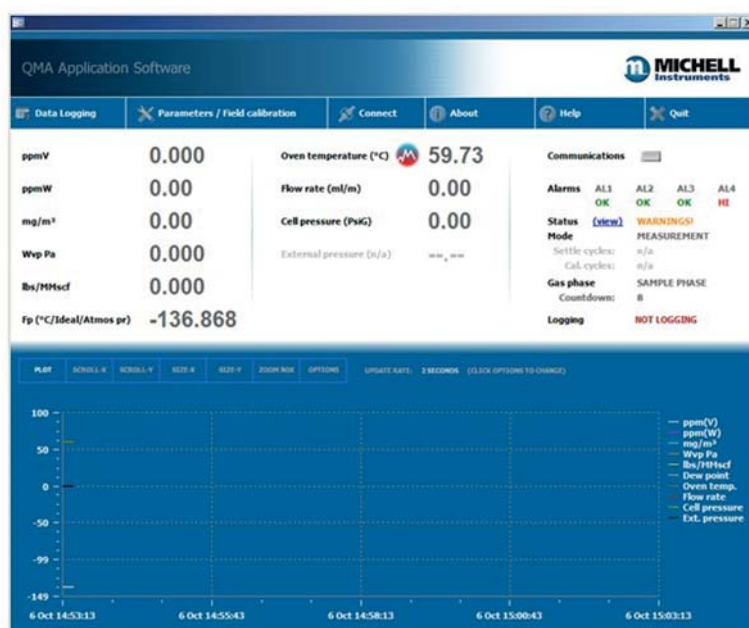 QMA Application Software
MICHELL
Instruments
Data Logging
Parameters / Field calibration
Connect
About
Help
Quit
ppmV 0.000
ppmW 0.00
mg/m³ 0.00
Wvp Pa 0.000
lbs/MMscf 0.000
Fp (°C/Ideal/Atmos pr) -136.868
Oven temperature (°C) 59.73
Flow rate (ml/m) 0.00
Cell pressure (PsiG) 0.00
External pressure (n/a) --.--
Communications
Alarms AL1 AL2 AL3 AL4
OK OK OK HI
Status (view) WARNINGS!
Mode MEASUREMENT
Settle cycles: n/a
Cal. cycles: n/a
Gas phase SAMPLE PHASE
Countdown: 8
Logging NOT LOGGING
PLOT SCROLL-X SCROLL-Y SIZE-X SIZE-Y ZOOM BOX OPTIONS UPDATE RATE: 2 SECONDS (CLICK OPTIONS TO CHANGE)
100
50
0
-50
-99
-149
6 Oct 14:53:13 6 Oct 14:55:43 6 Oct 14:58:13 6 Oct 15:00:43 6 Oct 15:03:13
ppm(V)
ppm(W)
mg/m³
Wvp Pa
lbs/MMscf
Dew point
Oven temp.
Flow rate
Cell pressure
Ext. pressure